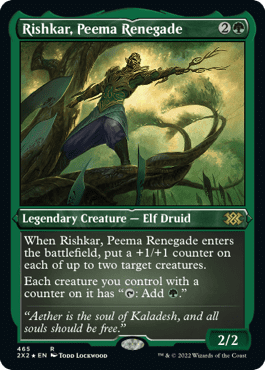 Rishkar, Peema Renegade 2
Legendary Creature — Elf Druid
When Rishkar, Peema Renegade enters
the battlefield, put a +1/+1 counter on
each of up to two target creatures.
Each creature you control with a
counter on it has “: Add .”
“Aether is the soul of Kaladesh, and all
souls should be free.”
2/2
465 R
2X2 ★ EN Todd Lockwood
™ & © 2022 Wizards of the Coast